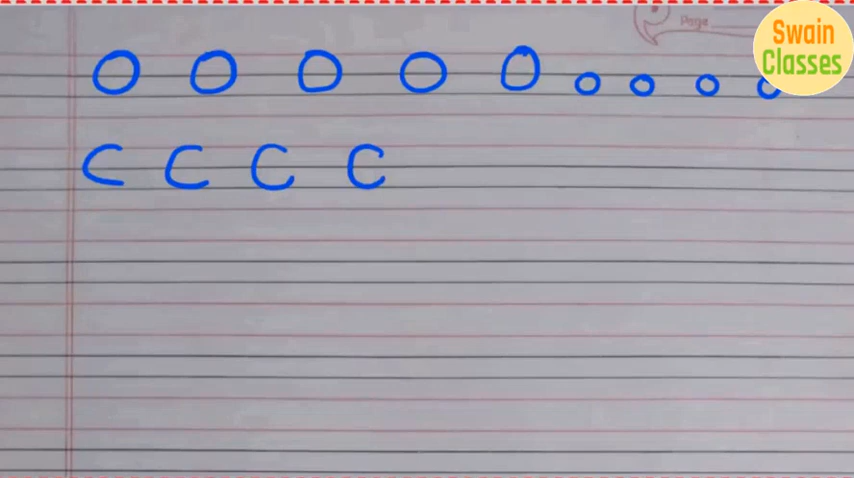 Page
Swain
Classes
O O O O O o o o o
C C C C